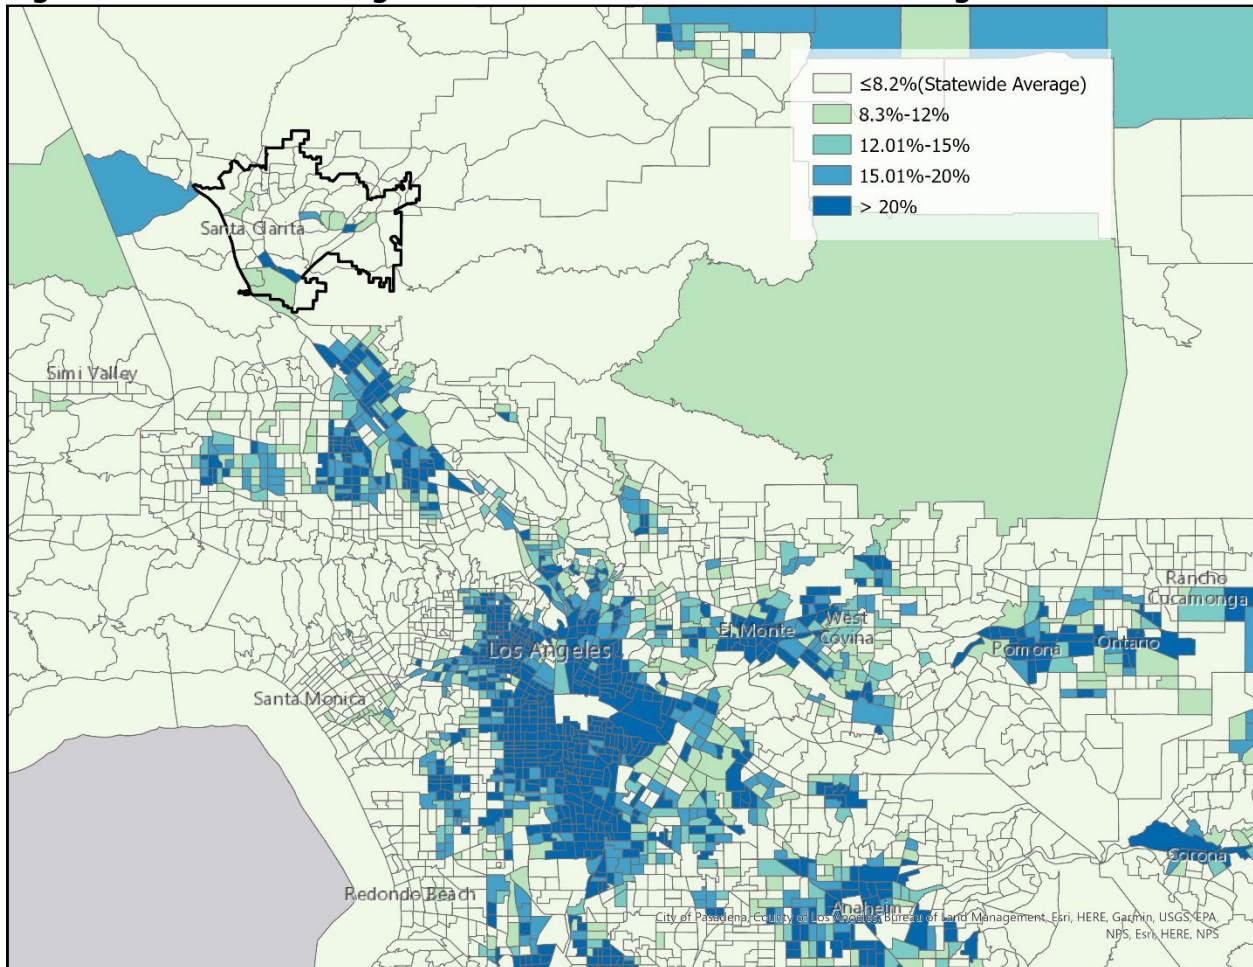 ≤8.2%(Statewide Average)
8.3%-12%
12.01%-15%
15.01%-20%
> 20%
Santa Clarita
Simi Valley
Rancho
Cucamonga
El Monte
West
Covina
Los Angeles
Pomona
Ontario
Santa Monica
Corona
Redondo Beach
Anaheim
City of Pasadena, County of Los Angeles, Bureau of Land Management, Esri, HERE, Garmin, USGS, EPA,
NPS, Esri, HERE, NPS